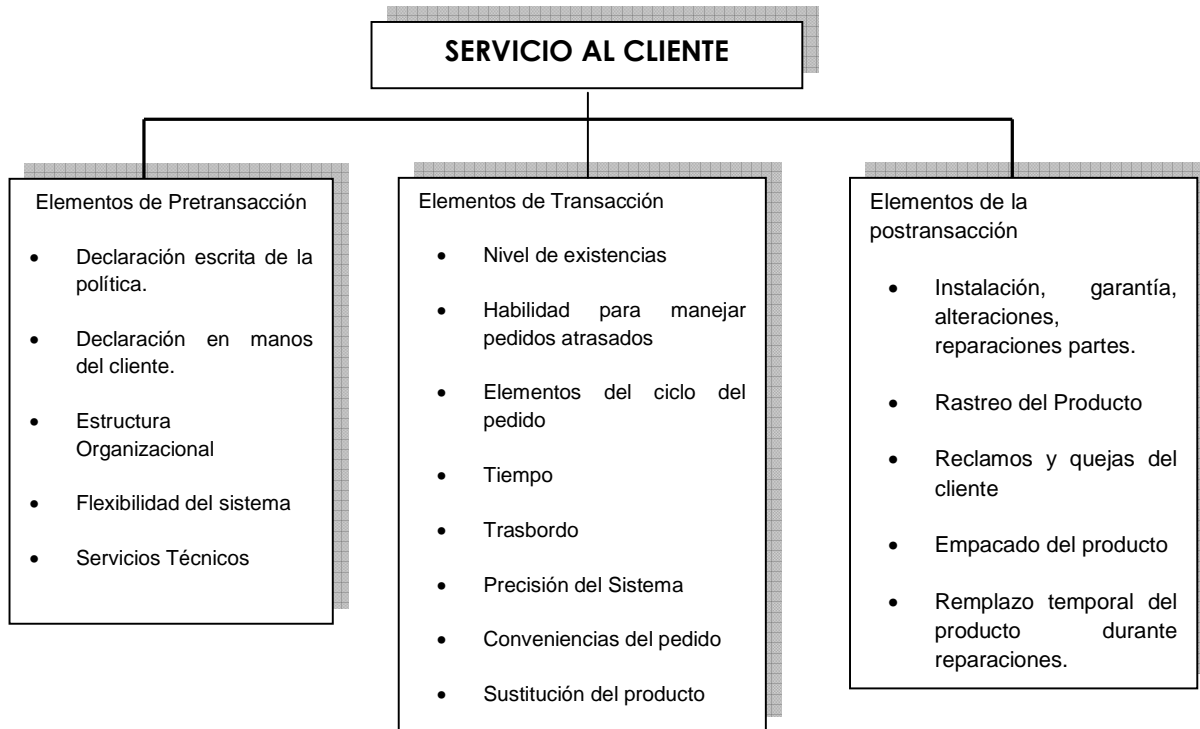 SERVICIO AL CLIENTE
Elementos de Pretransacción
• Declaración escrita de la
política.
• Declaración en manos
del cliente.
• Estructura
Organizacional
• Flexibilidad del sistema
• Servicios Técnicos
Elementos de Transacción
• Nivel de existencias
• Habilidad para manejar
pedidos atrasados
• Elementos del ciclo del
pedido
• Tiempo
• Trasbordo
• Precisión del Sistema
• Conveniencias del pedido
• Sustitución del producto
Elementos de la
postransacción
• Instalación, garantía,
alteraciones,
reparaciones partes.
• Rastreo del Producto
• Reclamos y quejas del
cliente
• Empacado del producto
• Remplazo temporal del
producto durante
reparaciones.